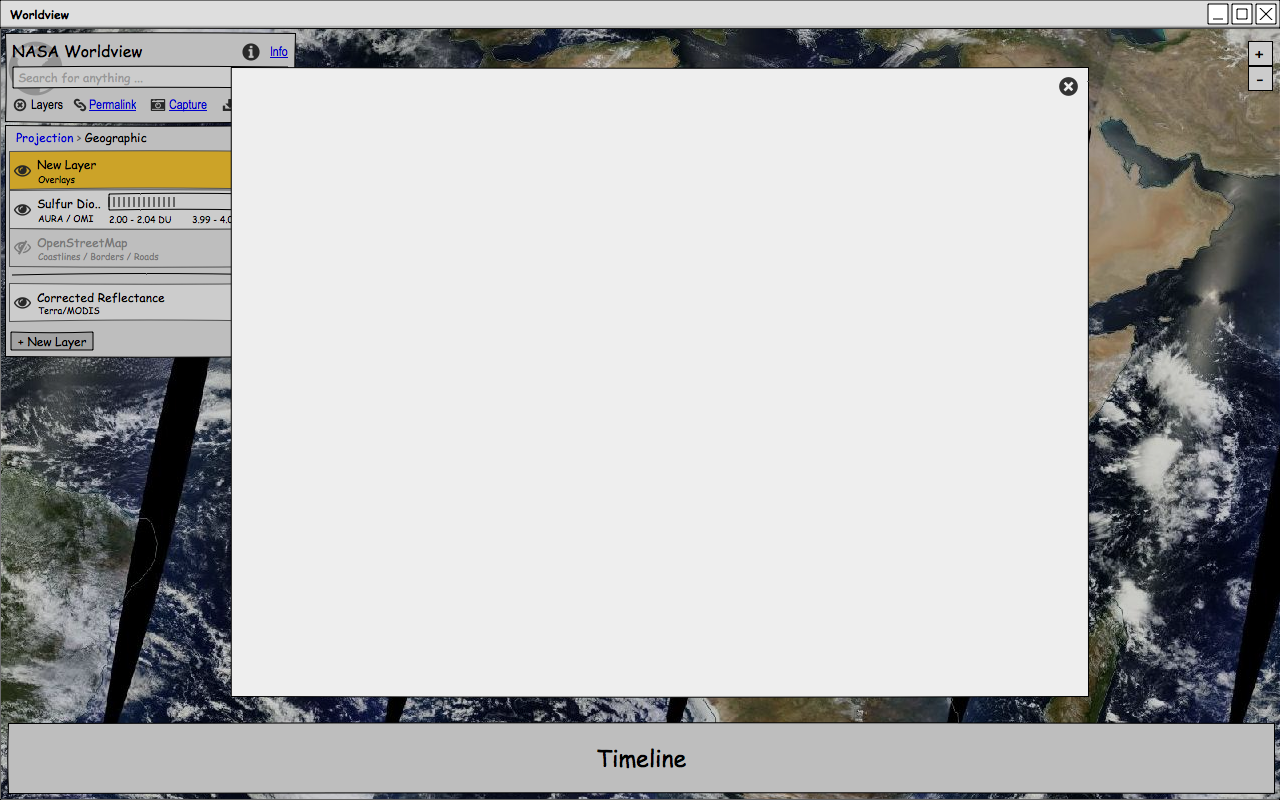 Worldview
NASA Worldview Info
Search for anything ...
Layers Permalink Capture
Projection > Geographic
New Layer
Overlays
Sulfur Dio..
AURA / OMI 2.00 - 2.04 DU 3.99 - 4.0
OpenStreetMap
Coastlines / Borders / Roads
Corrected Reflectance
Terra/MODIS
+ New Layer
+
-
Timeline